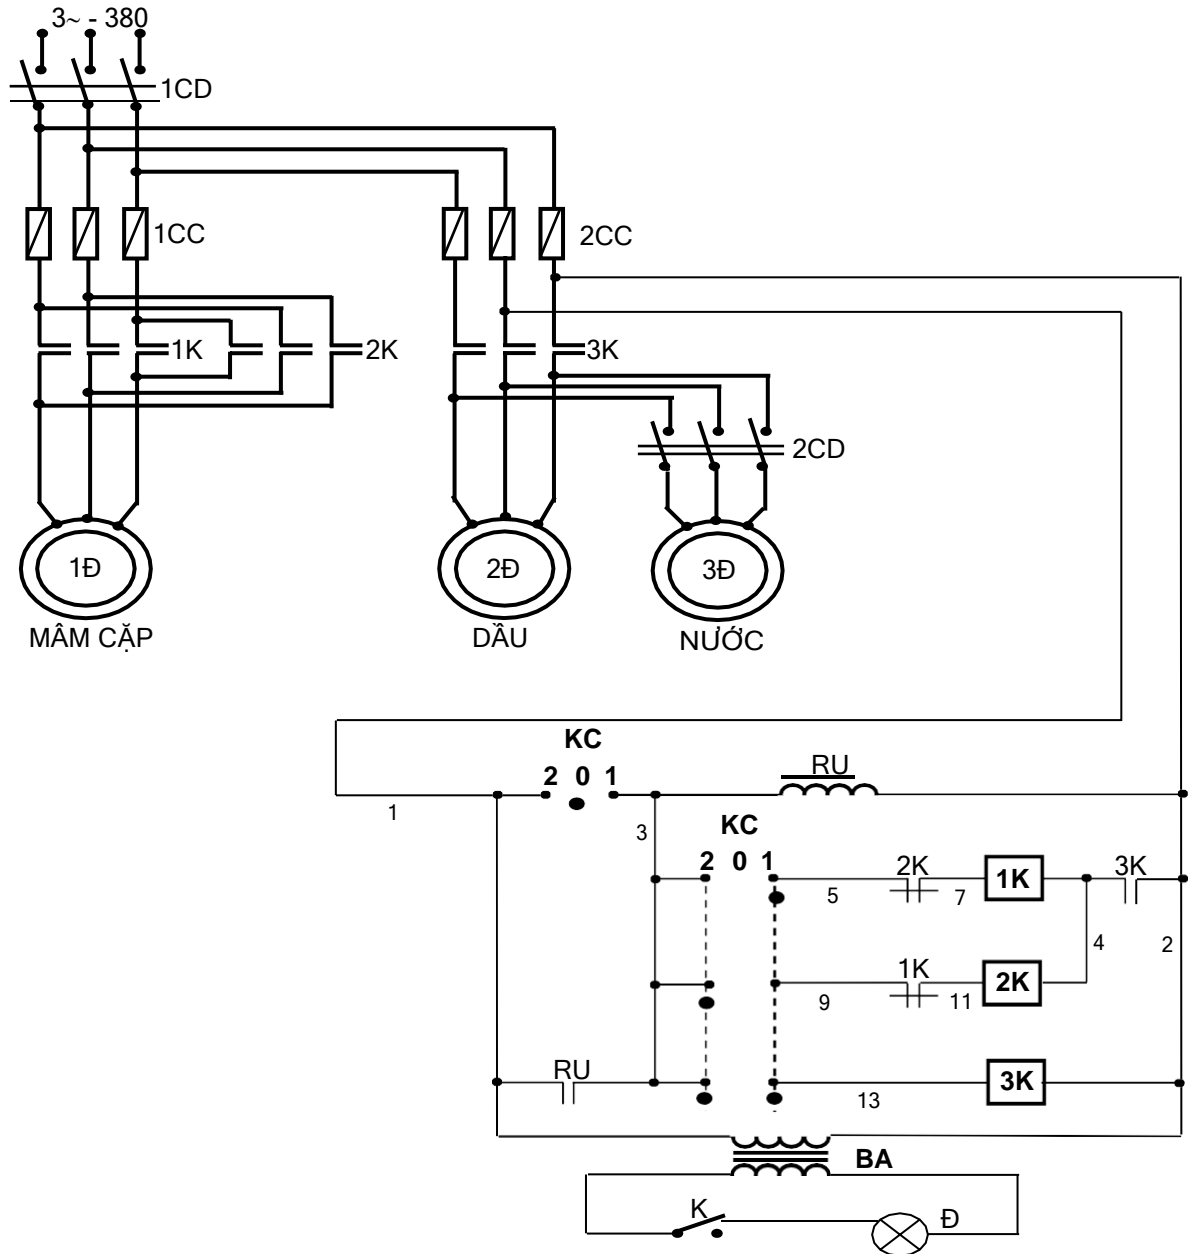 3~ - 380
1CD
1CC
2CC
1K
2K
3K
2CD
1Đ
2Đ
3Đ
MÂM CẶP
DẦU
NƯỚC
KC
2 0 1
RU
1
3
KC
2 0 1
5
2K
7
1K
3K
4
2
9
1K
11
2K
RU
13
3K
BA
K
Đ